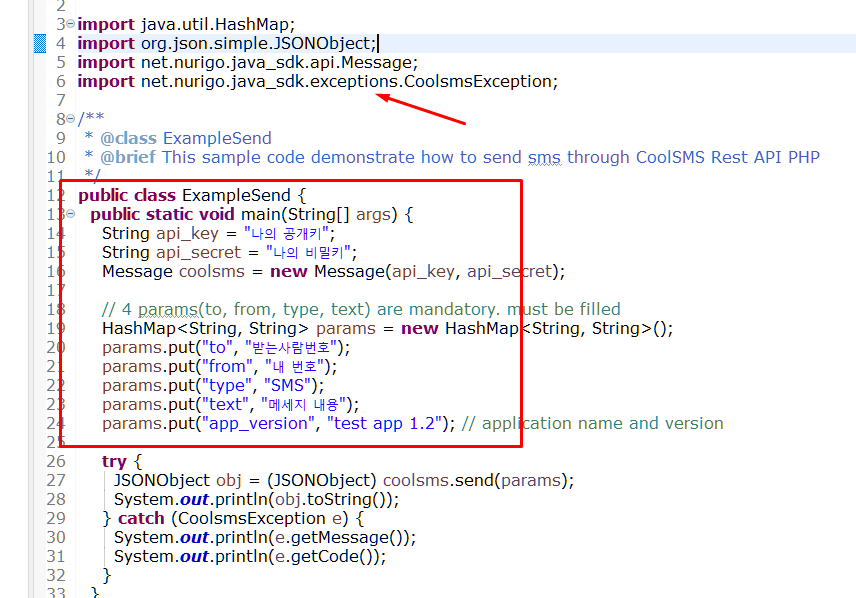 2
3 import java.util.HashMap;
4 import org.json.simple.JSONObject;
5 import net.nurigo.java_sdk.api.Message;
6 import net.nurigo.java_sdk.exceptions.CoolsmsException;
7
8 /**
9 * @class ExampleSend
10 * @brief This sample code demonstrate how to send sms through CoolSMS Rest API PHP
11 */
12 public class ExampleSend {
13 public static void main(String[] args) {
14 String api_key = "나의 공개키";
15 String api_secret = "나의 비밀키";
16 Message coolsms = new Message(api_key, api_secret);
17
18 // 4 params(to, from, type, text) are mandatory. must be filled
19 HashMap<String, String> params = new HashMap<String, String>();
20 params.put("to", "받는사람번호");
21 params.put("from", "내 번호");
22 params.put("type", "SMS");
23 params.put("text", "메세지 내용");
24 params.put("app_version", "test app 1.2"); // application name and version
25
26 try {
27 JSONObject obj = (JSONObject) coolsms.send(params);
28 System.out.println(obj.toString());
29 } catch (CoolsmsException e) {
30 System.out.println(e.getMessage());
31 System.out.println(e.getCode());
32 }
33 }